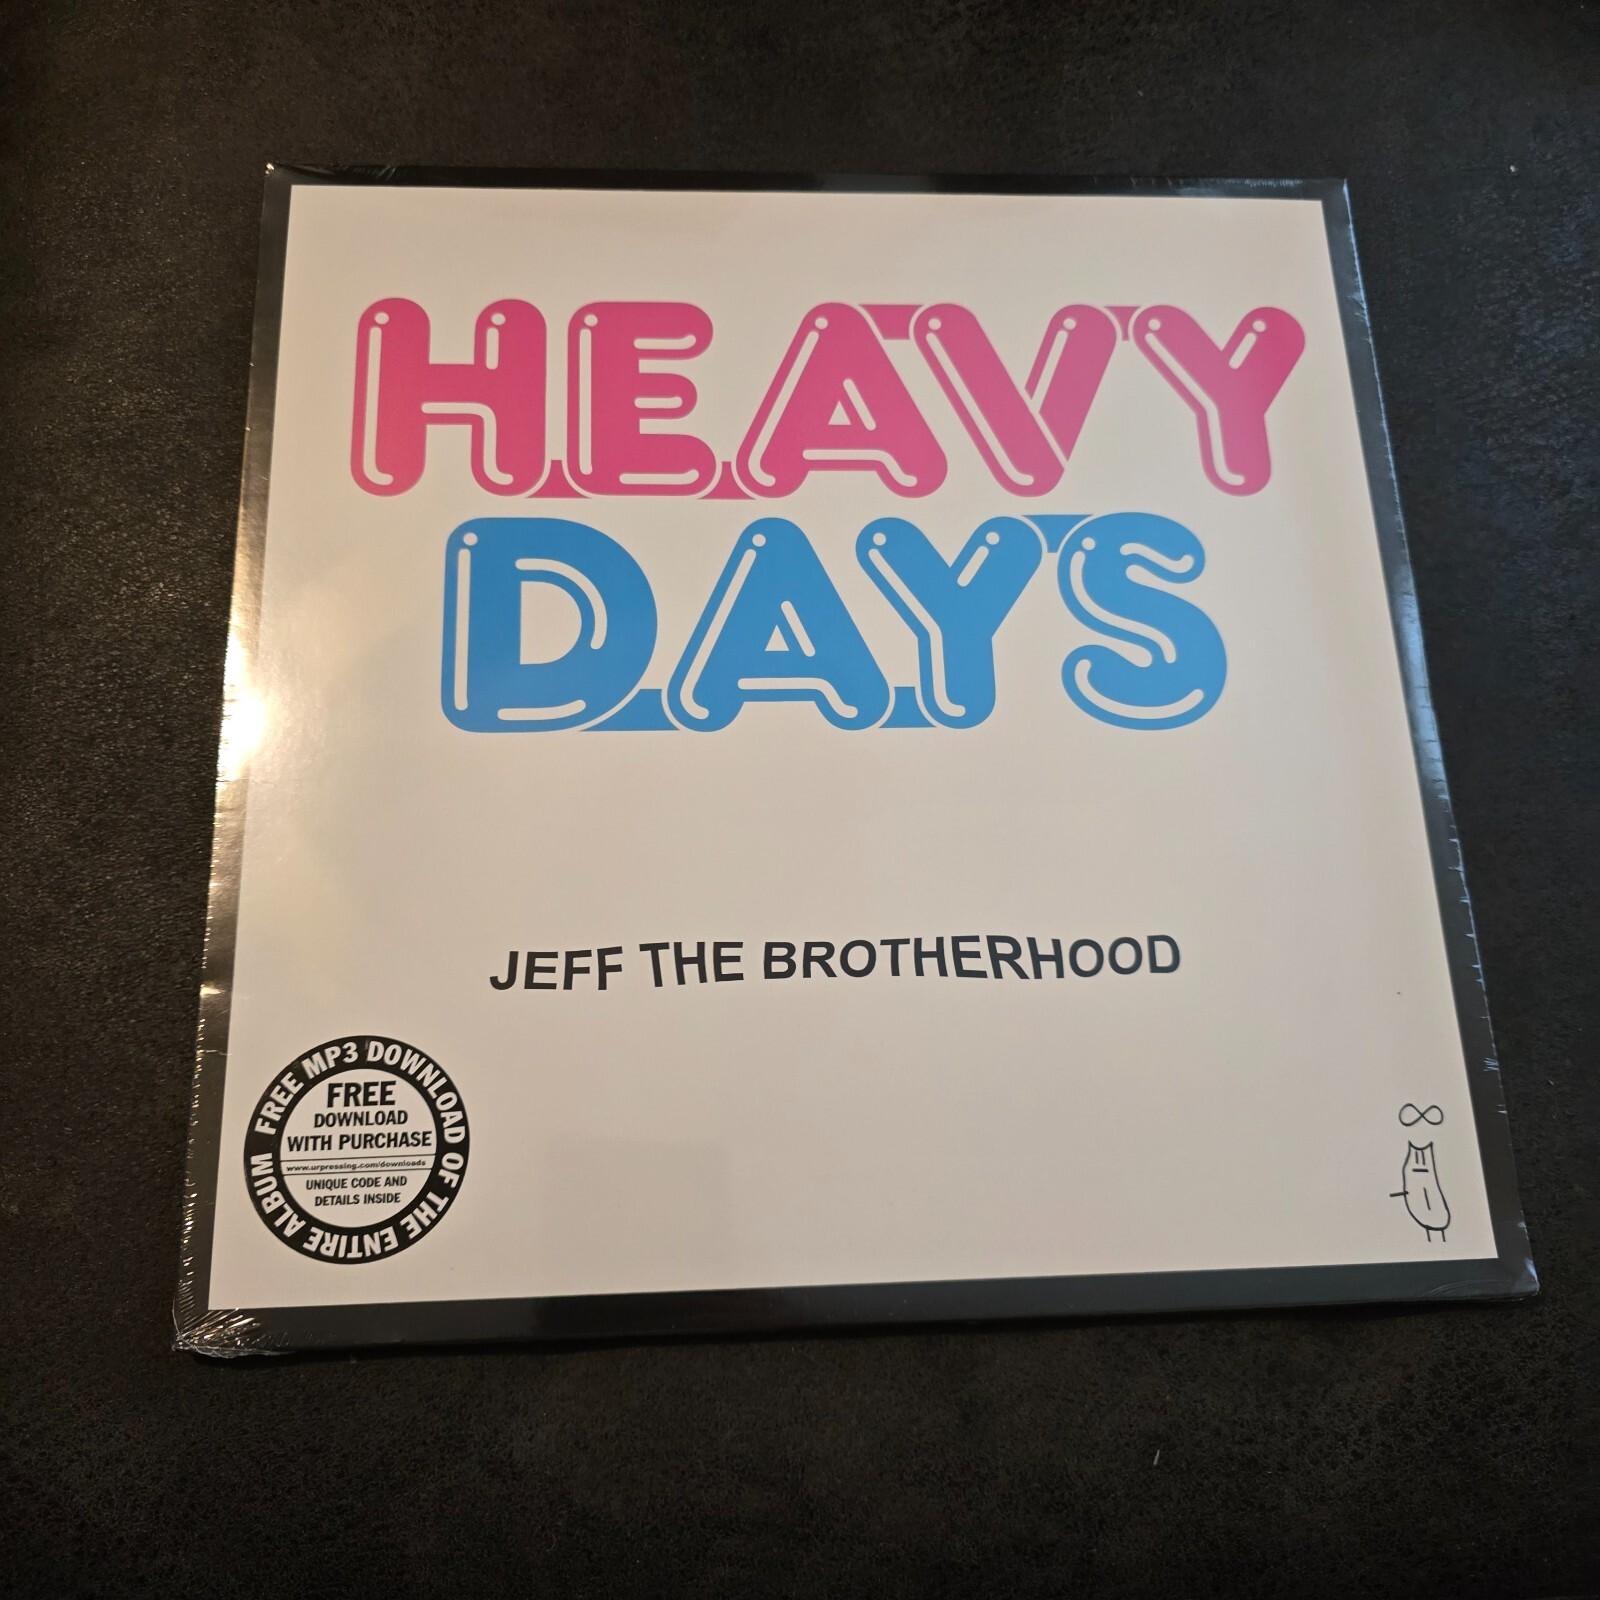 HEAVY
DAYS
JEFF THE BROTHERHOOD
FREE MP3 DOWNLOAD OF THE ENTIRE ALBUM
FREE
DOWNLOAD
WITH PURCHASE
www.urpressing.com/downloads
UNIQUE CODE AND
DETAILS INSIDE
∞